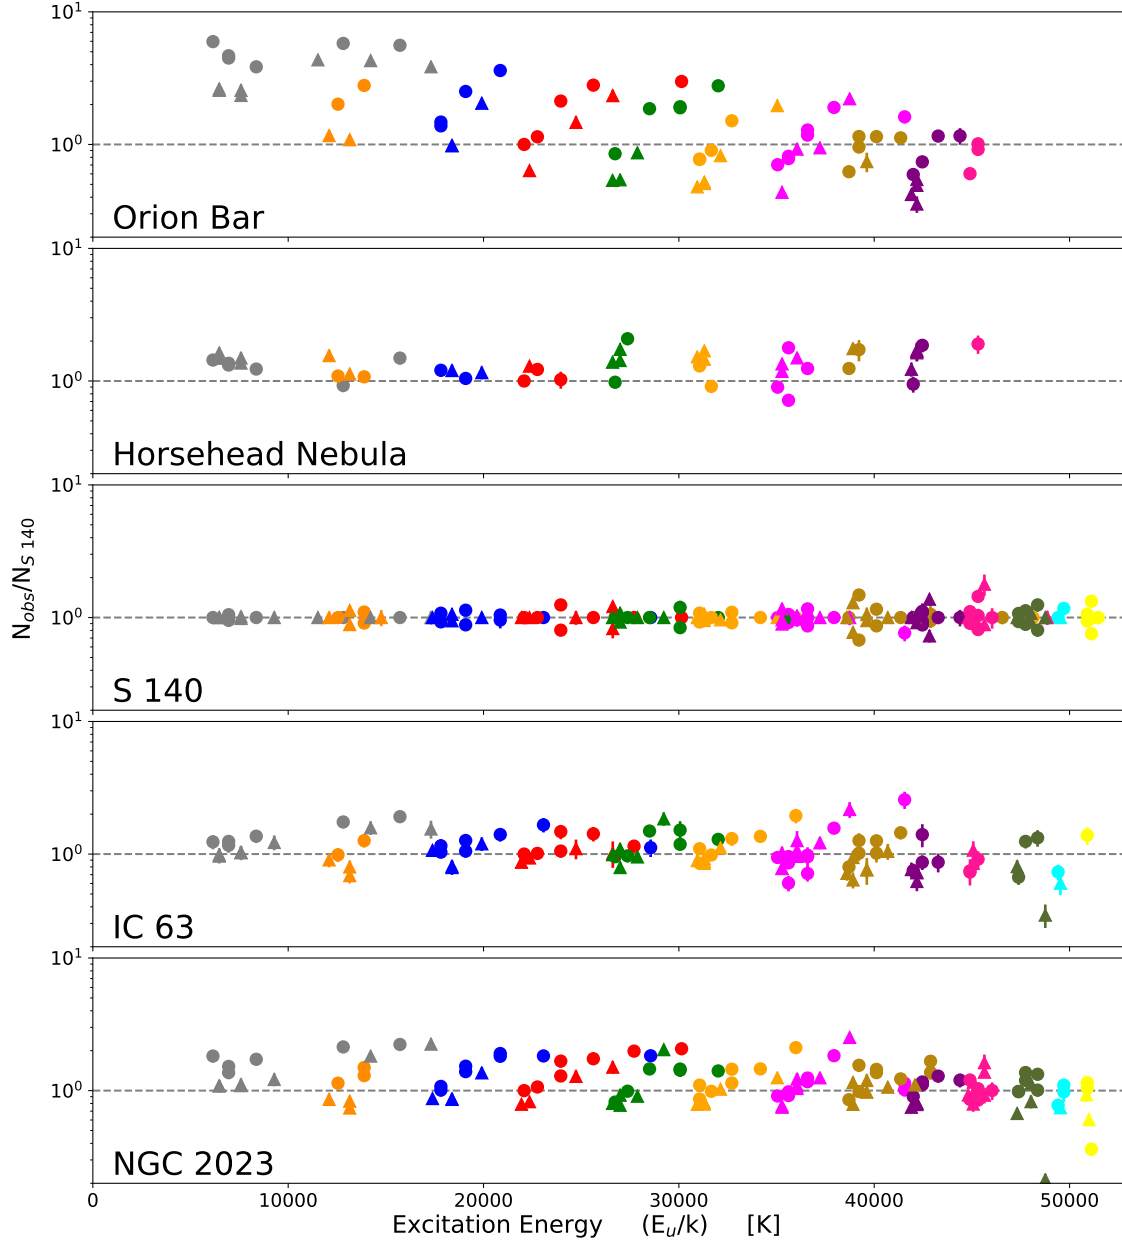 10¹
10⁰
Orion Bar
10¹
10⁰
Horsehead Nebula
10¹
10⁰
S 140
10¹
10⁰
IC 63
10¹
10⁰
NGC 2023
N_obs/N_S 140
0 10000 20000 30000 40000 50000
Excitation Energy (E_u/k) [K]